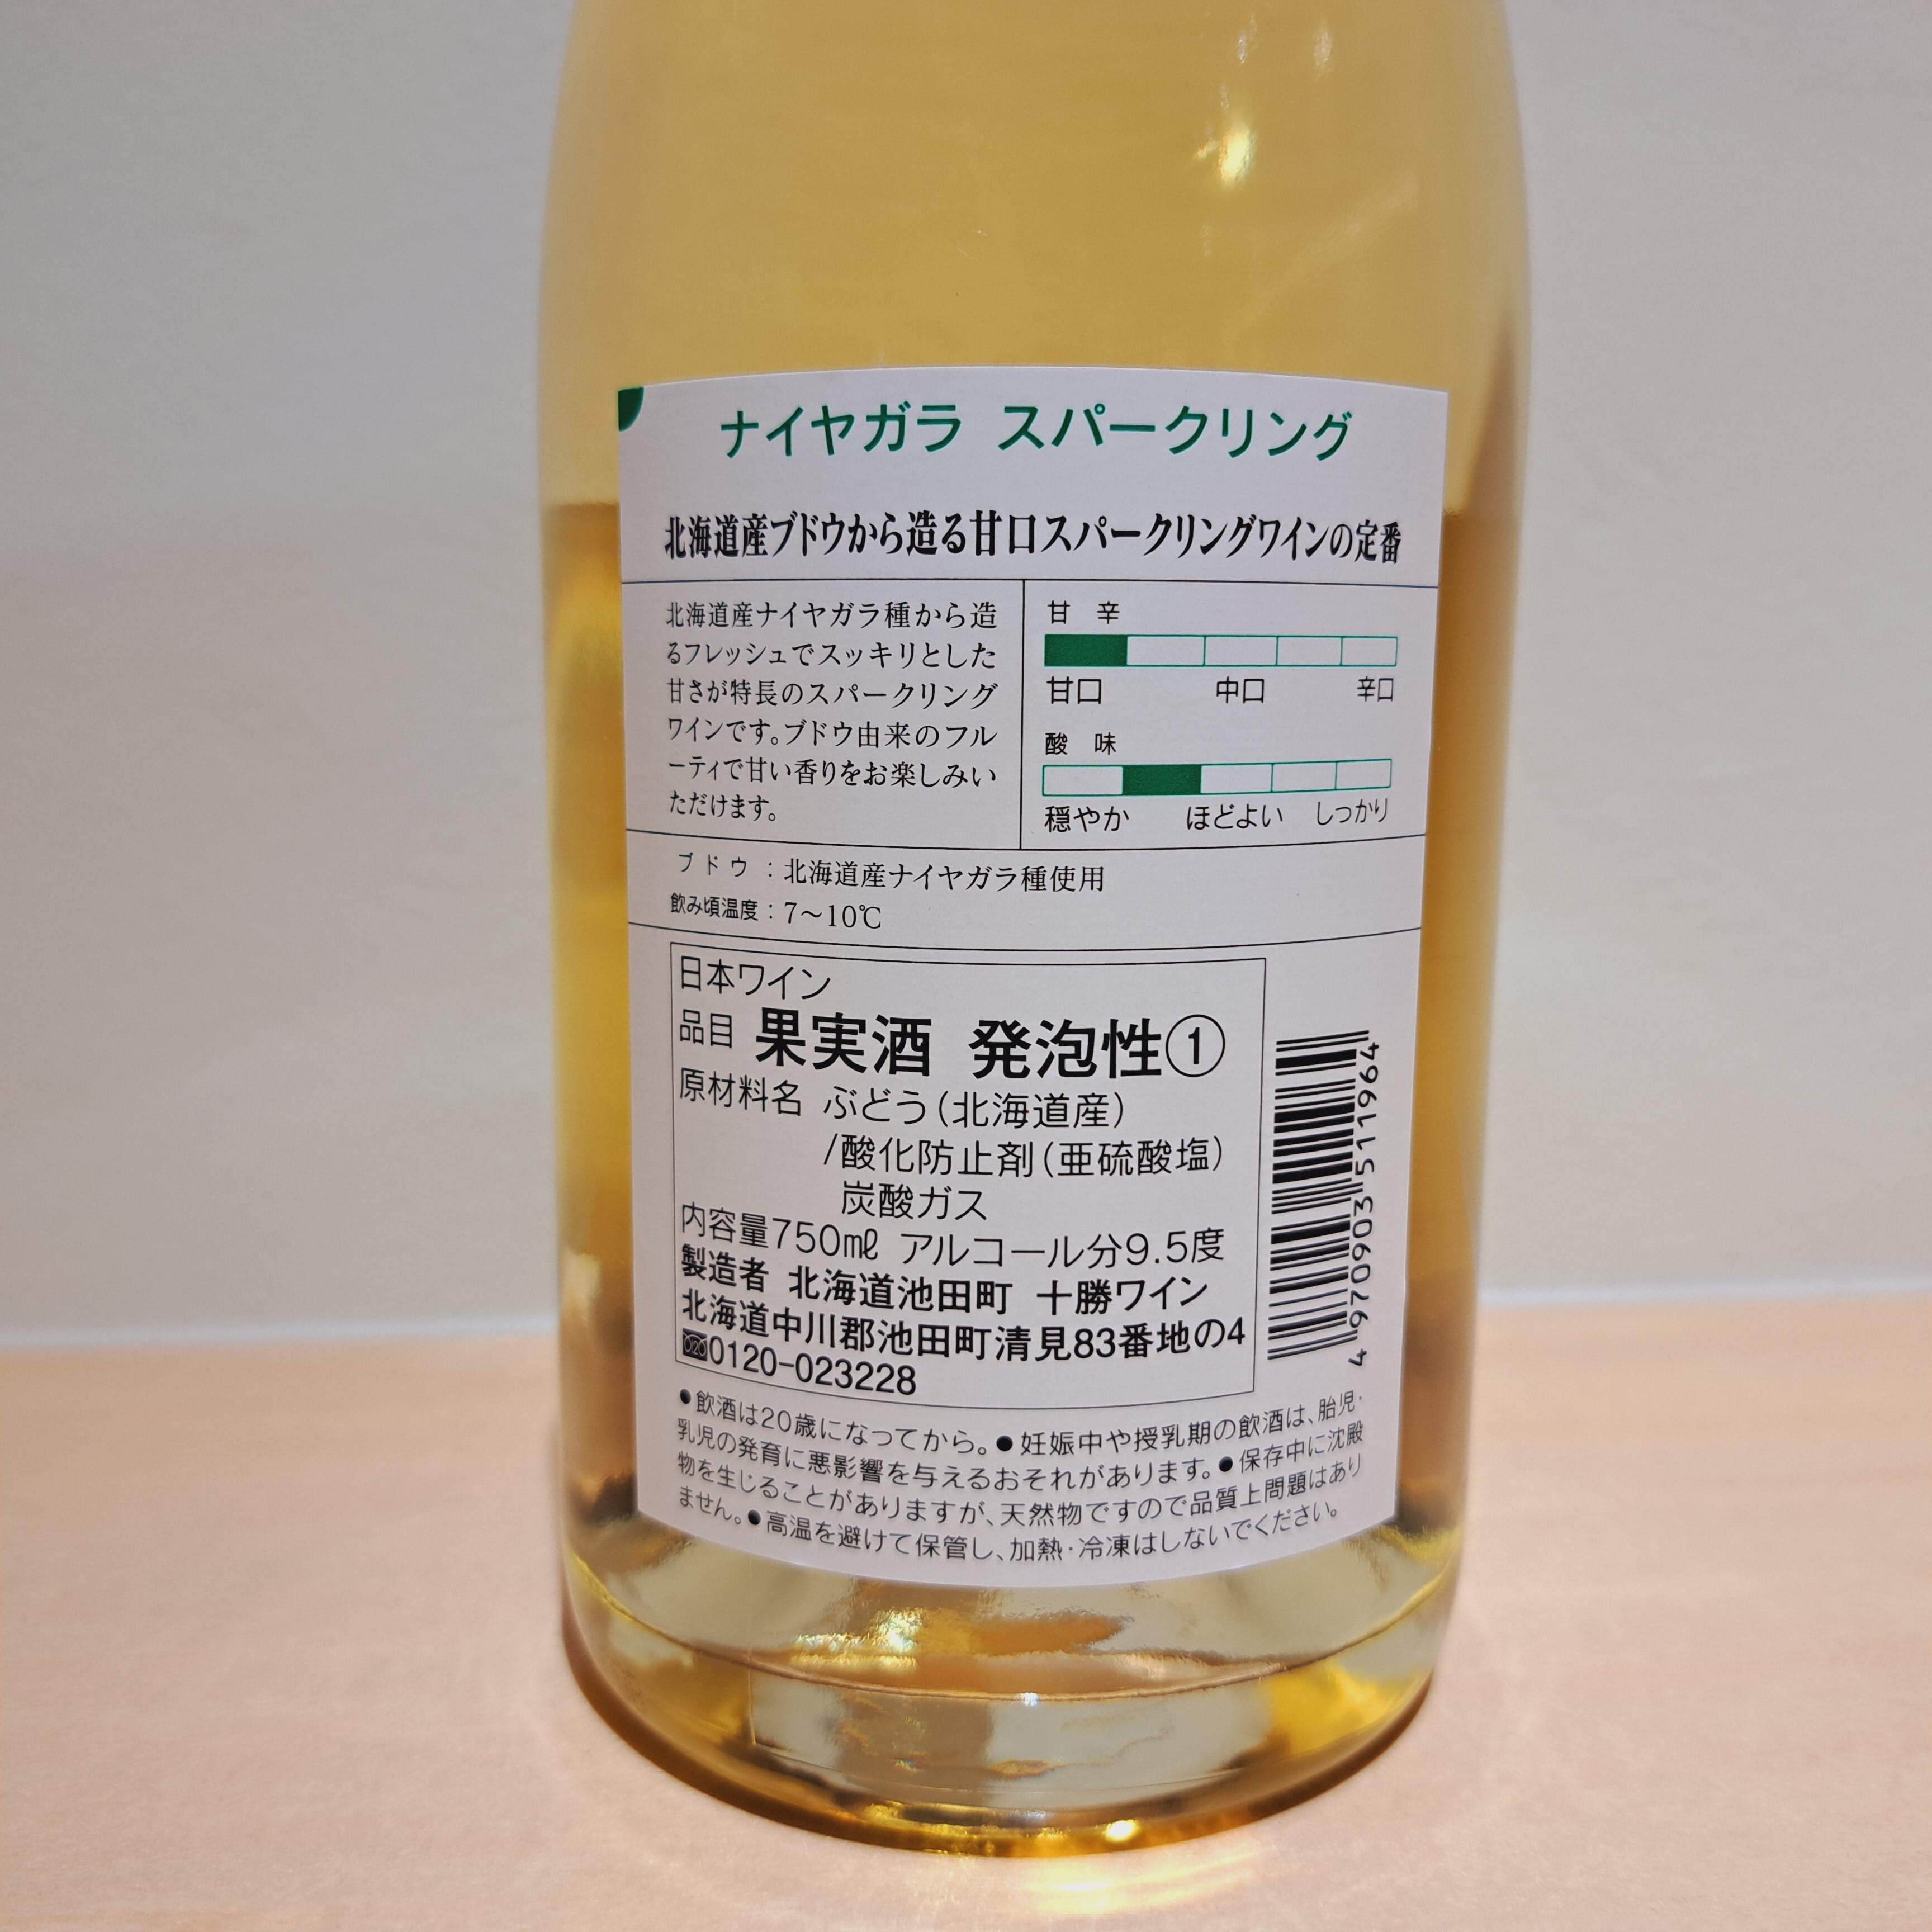 ナイヤガラ スパークリング
北海道産ブドウから造る甘口スパークリングワインの定番
北海道産ナイヤガラ種から造
るフレッシュでスッキリとした
甘さが特長のスパークリング
ワインです。ブドウ由来のフル
ーティで甘い香りをお楽しみい
ただけます。
甘 辛
甘口 中口 辛口
酸 味
穏やか ほどよい しっかり
ブドウ：北海道産ナイヤガラ種使用
飲み頃温度：7〜10℃
日本ワイン
品目 果実酒 発泡性①
原材料名 ぶどう（北海道産）
/酸化防止剤（亜硫酸塩）
炭酸ガス
内容量750㎖ アルコール分9.5度
製造者 北海道池田町 十勝ワイン
北海道中川郡池田町清見83番地の4
0120-023228
4970903511964
●飲酒は20歳になってから。●妊娠中や授乳期の飲酒は、胎児・
乳児の発育に悪影響を与えるおそれがあります。●保存中に沈殿
物を生じることがありますが、天然物ですので品質上問題はあり
ません。●高温を避けて保管し、加熱・冷凍はしないでください。